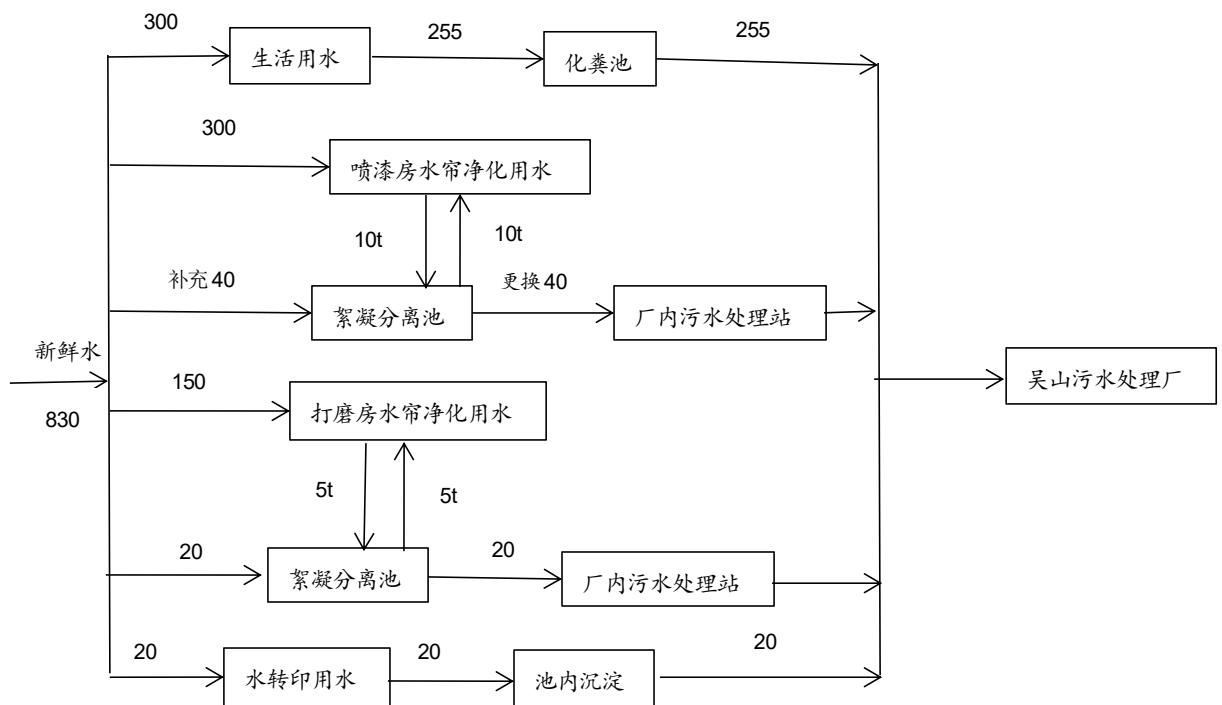 300
255
255
生活用水
化粪池
300
喷漆房水帘净化用水
10t
10t
补充40
更换40
絮凝分离池
厂内污水处理站
新鲜水
830
吴山污水处理厂
150
打磨房水帘净化用水
5t
5t
20
20
絮凝分离池
厂内污水处理站
20
20
20
水转印用水
池内沉淀